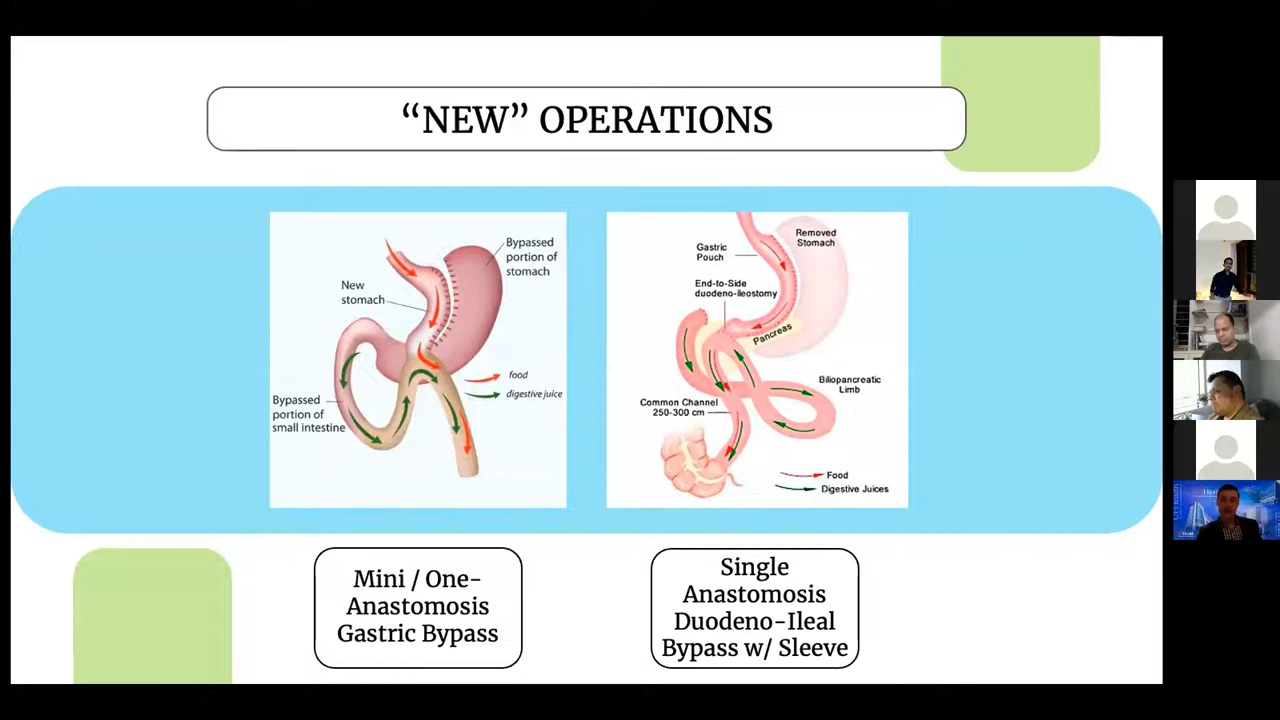 “NEW” OPERATIONS
Bypassed
portion of
stomach
New
stomach
food
digestive juice
Bypassed
portion of
small intestine
Removed
Stomach
Gastric
Pouch
End-to-Side
duodeno-ileostomy
Pancreas
Biliopancreatic
Limb
Common Channel
250-300 cm
Food
Digestive Juices
Mini / One-
Anastomosis
Gastric Bypass
Single
Anastomosis
Duodeno-Ileal
Bypass w/ Sleeve